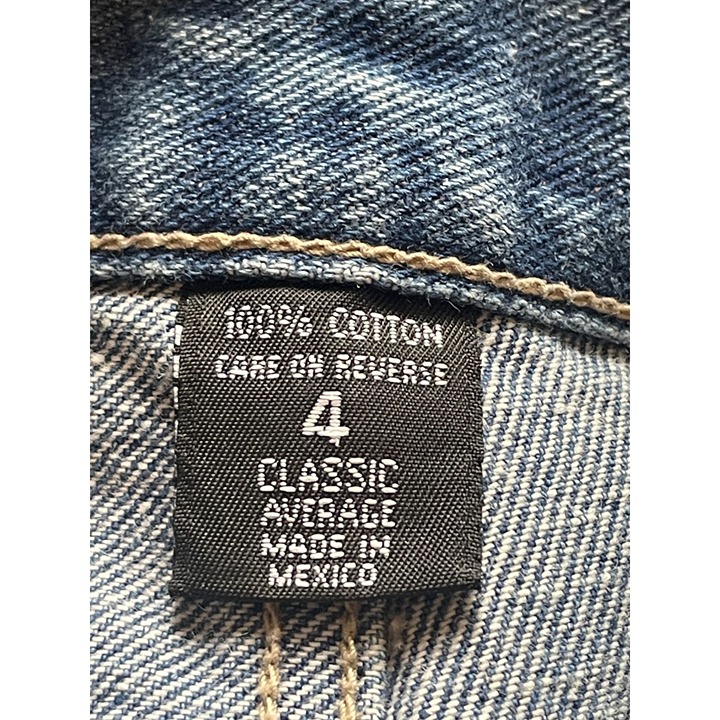 100% COTTON
CARE ON REVERSE
4
CLASSIC
AVERAGE
MADE IN
MEXICO